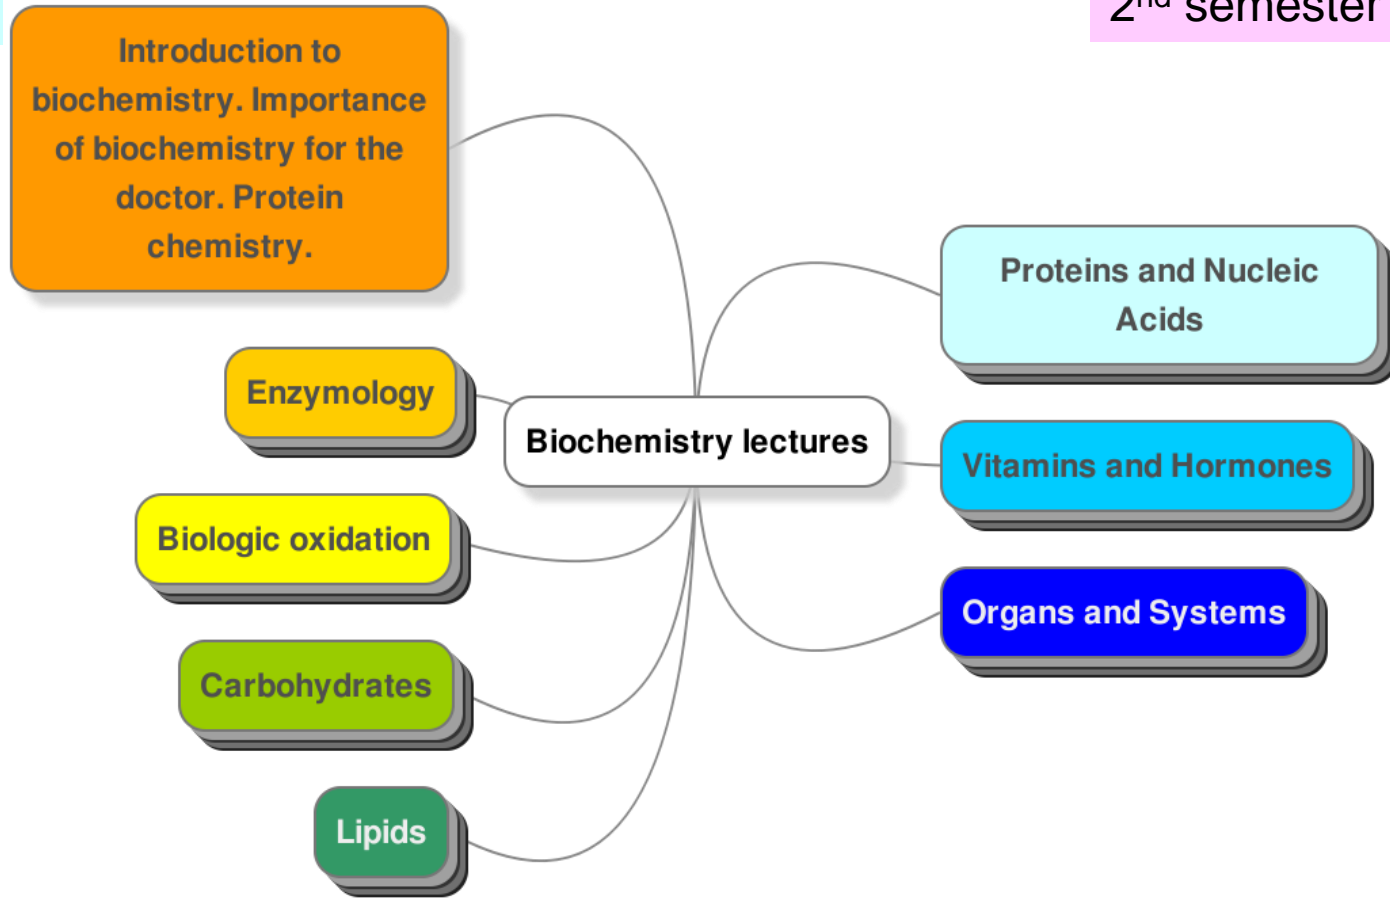 2nd semester
Introduction to
biochemistry. Importance
of biochemistry for the
doctor. Protein
chemistry.
Enzymology
Biologic oxidation
Carbohydrates
Lipids
Biochemistry lectures
Proteins and Nucleic
Acids
Vitamins and Hormones
Organs and Systems